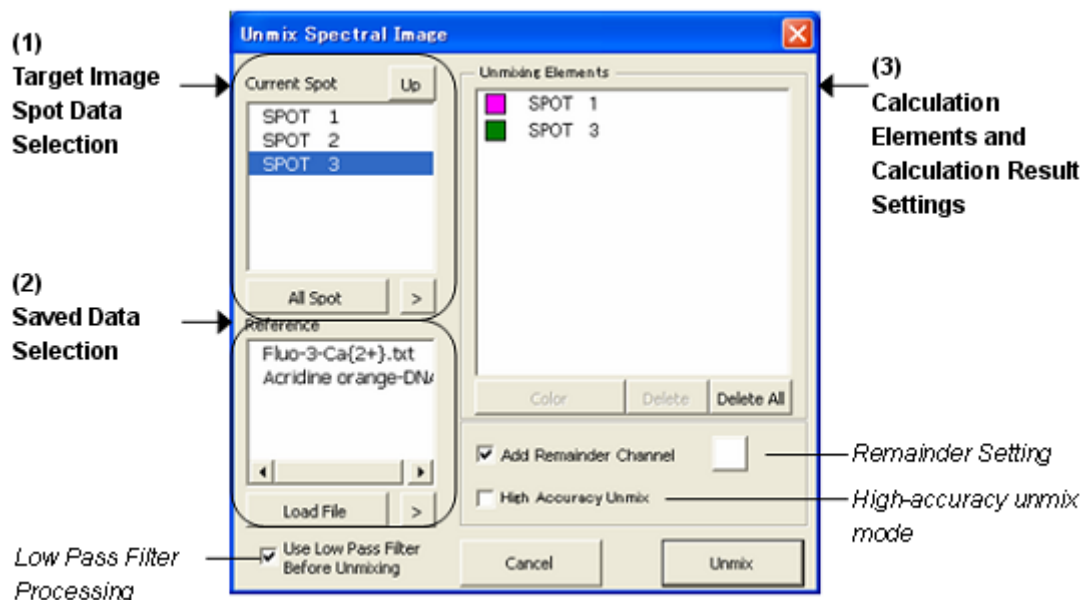 (1)
Target Image
Spot Data
Selection
(2)
Saved Data
Selection
Low Pass Filter
Processing
Unmix Spectral Image
Current Spot
Up
SPOT 1
SPOT 2
SPOT 3
All Spot
>
Reference
Fluo-3-Ca{2+}.txt
Acridine orange-DNA
Load File
>
Use Low Pass Filter
Before Unmixing
Unmixing Elements
SPOT 1
SPOT 3
Color
Delete
Delete All
Add Remainder Channel
High Accuracy Unmix
Cancel
Unmix
(3)
Calculation
Elements and
Calculation Result
Settings
Remainder Setting
High-accuracy unmix
mode